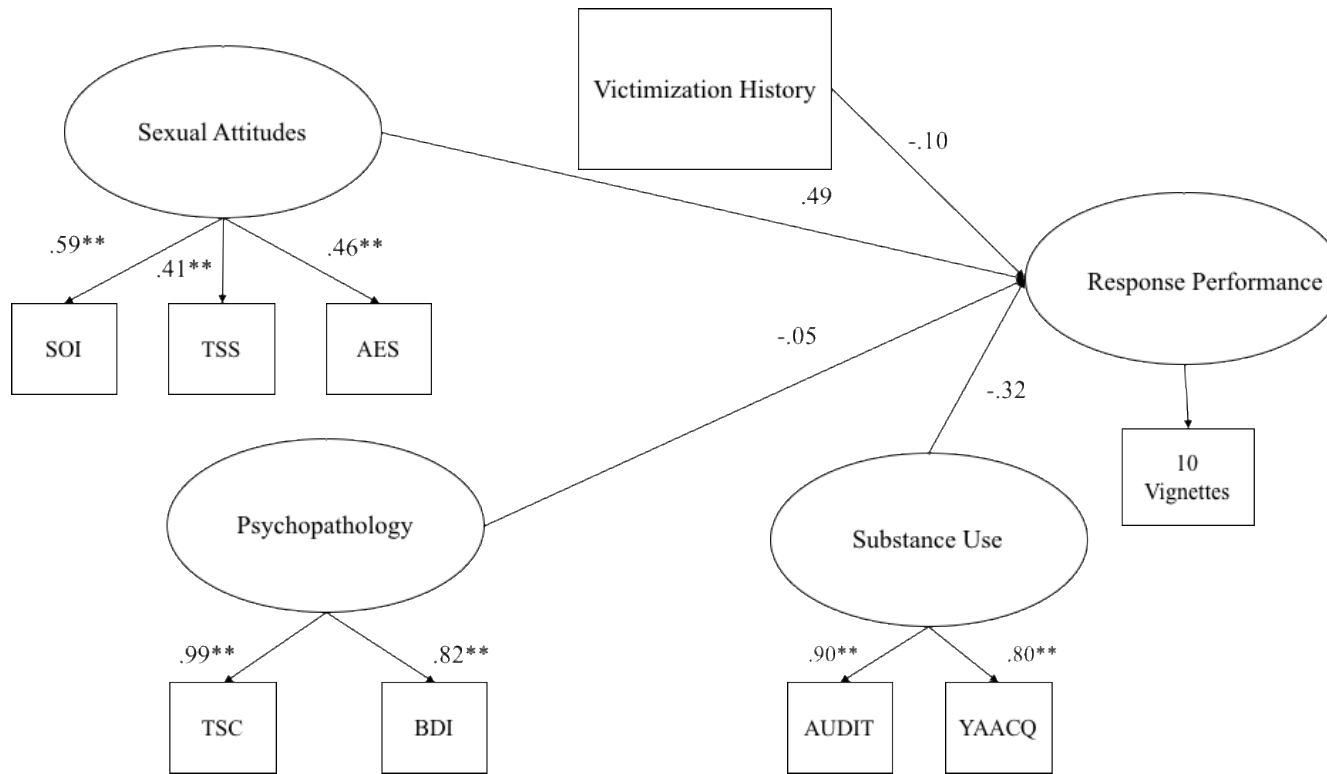 Victimization History
Sexual Attitudes
-.10
.49
.59**
.41**
.46**
Response Performance
SOI
TSS
AES
-.05
-.32
10
Vignettes
Psychopathology
Substance Use
.99**
.82**
.90**
.80**
TSC
BDI
AUDIT
YAACQ